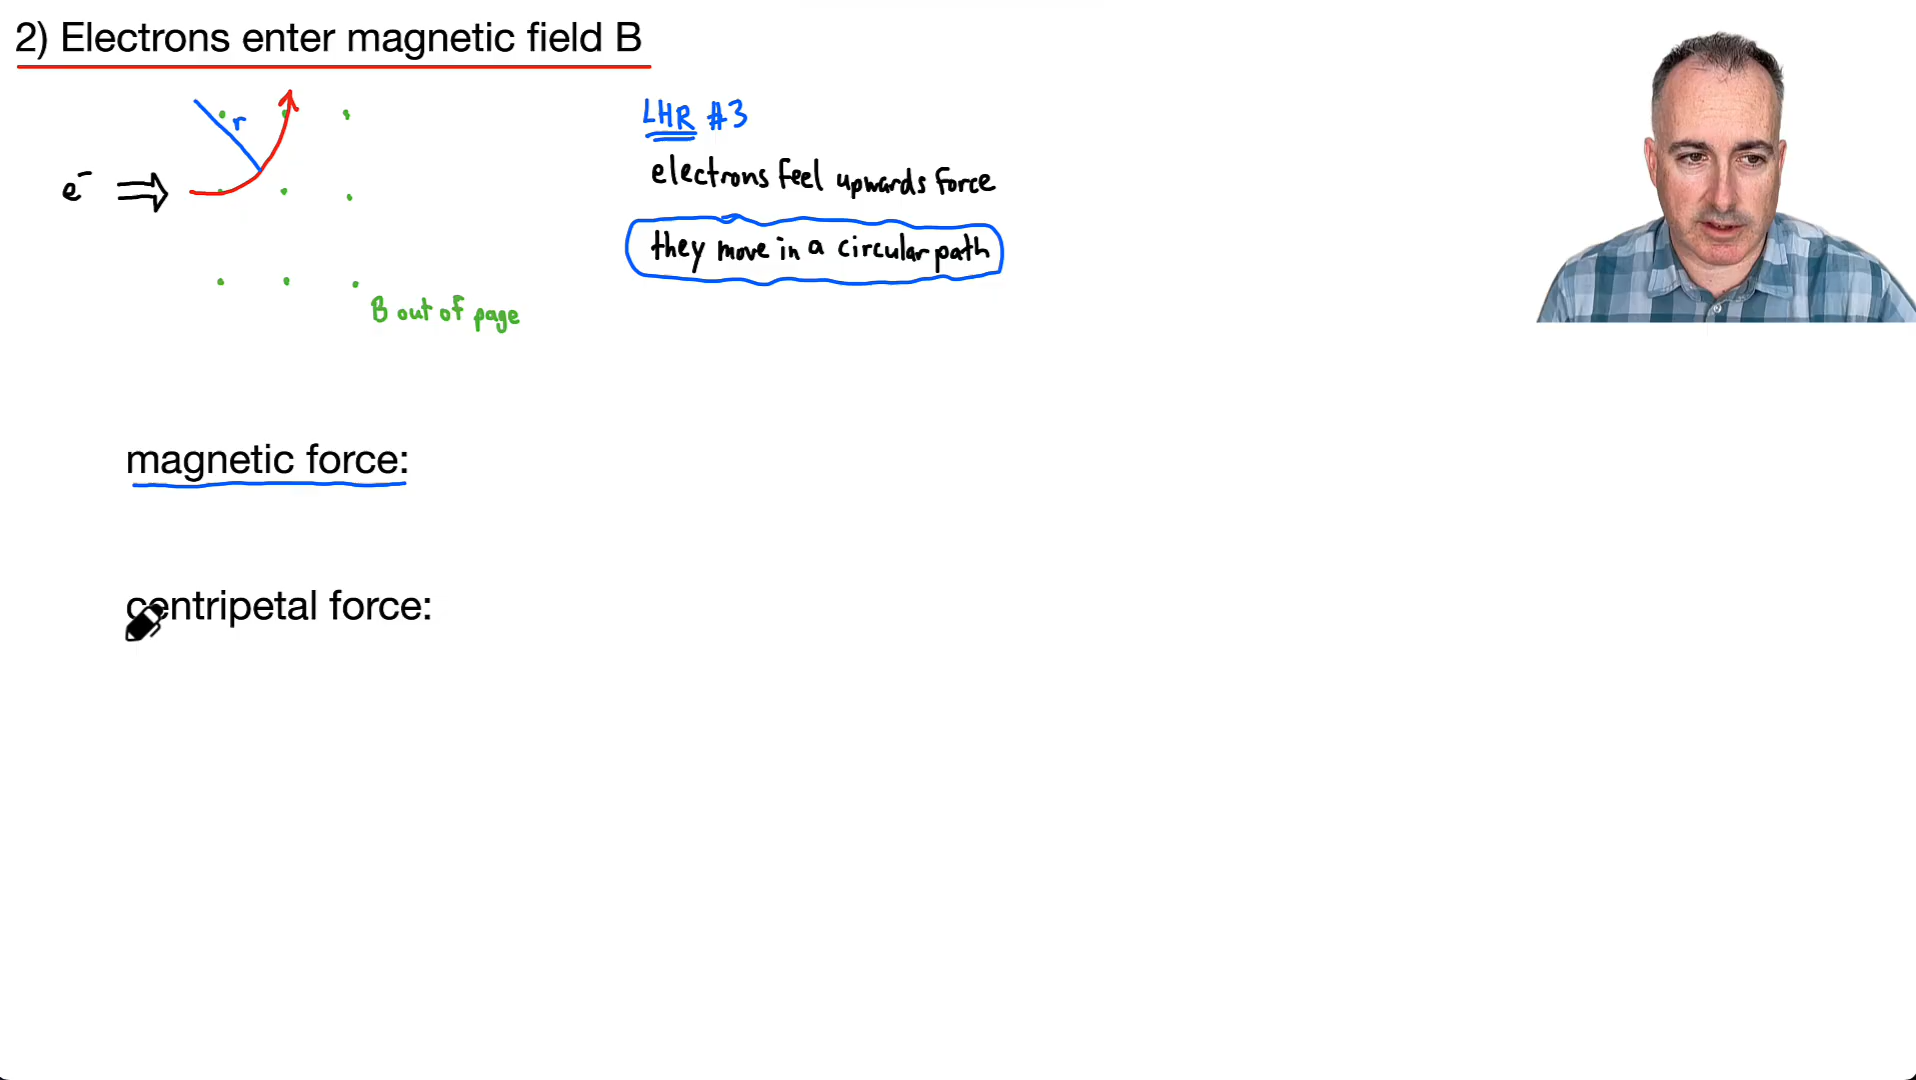 2) Electrons enter magnetic field B
r
LHR #3
e⁻
electrons feel upwards force
they move in a circular path
B out of page
magnetic force:
centripetal force: